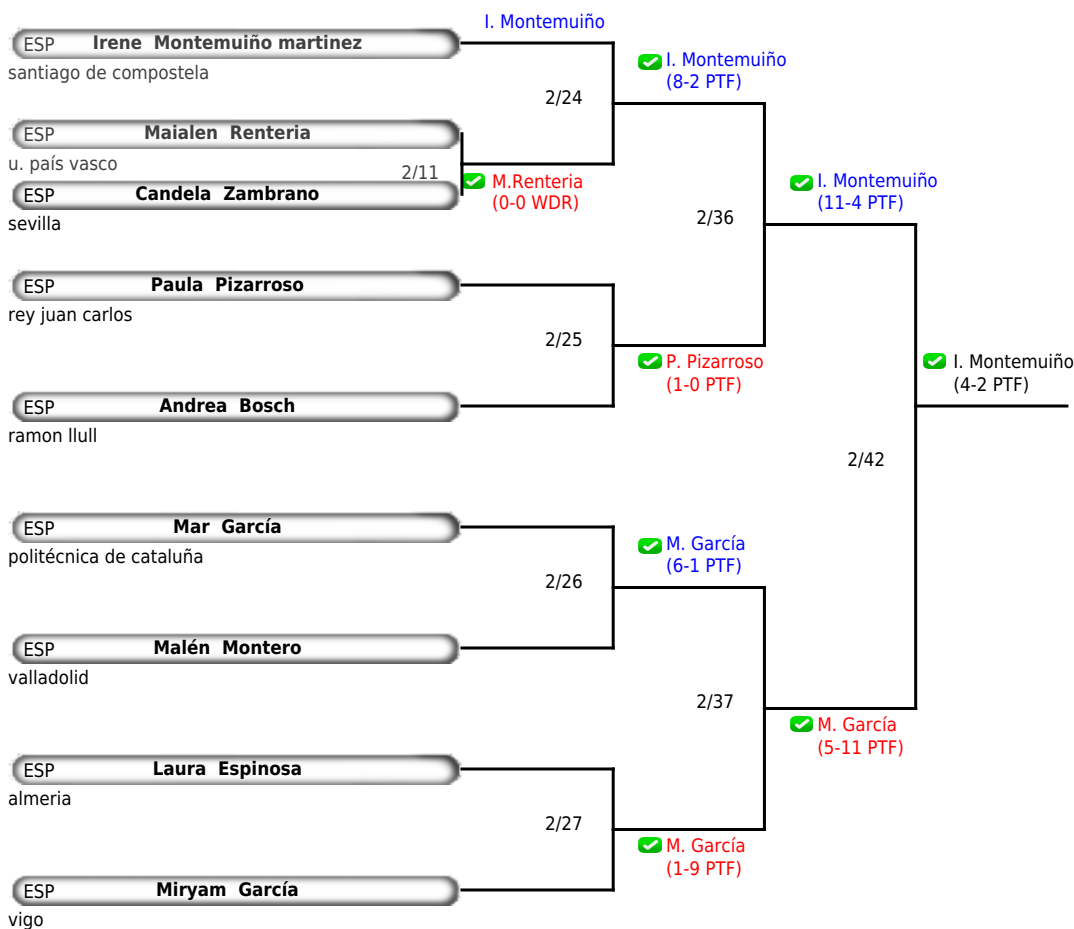 I. Montemuiño
ESP Irene Montemuiño martinez
santiago de compostela
I. Montemuiño
(8-2 PTF)
2/24
ESP Maialen Renteria
u. país vasco
2/11
M.Renteria
(0-0 WDR)
ESP Candela Zambrano
sevilla
I. Montemuiño
(11-4 PTF)
2/36
ESP Paula Pizarroso
rey juan carlos
2/25
P. Pizarroso
(1-0 PTF)
I. Montemuiño
(4-2 PTF)
ESP Andrea Bosch
ramon llull
2/42
ESP Mar García
politécnica de cataluña
M. García
(6-1 PTF)
2/26
ESP Malén Montero
valladolid
2/37
M. García
(5-11 PTF)
ESP Laura Espinosa
almeria
2/27
M. García
(1-9 PTF)
ESP Miryam García
vigo